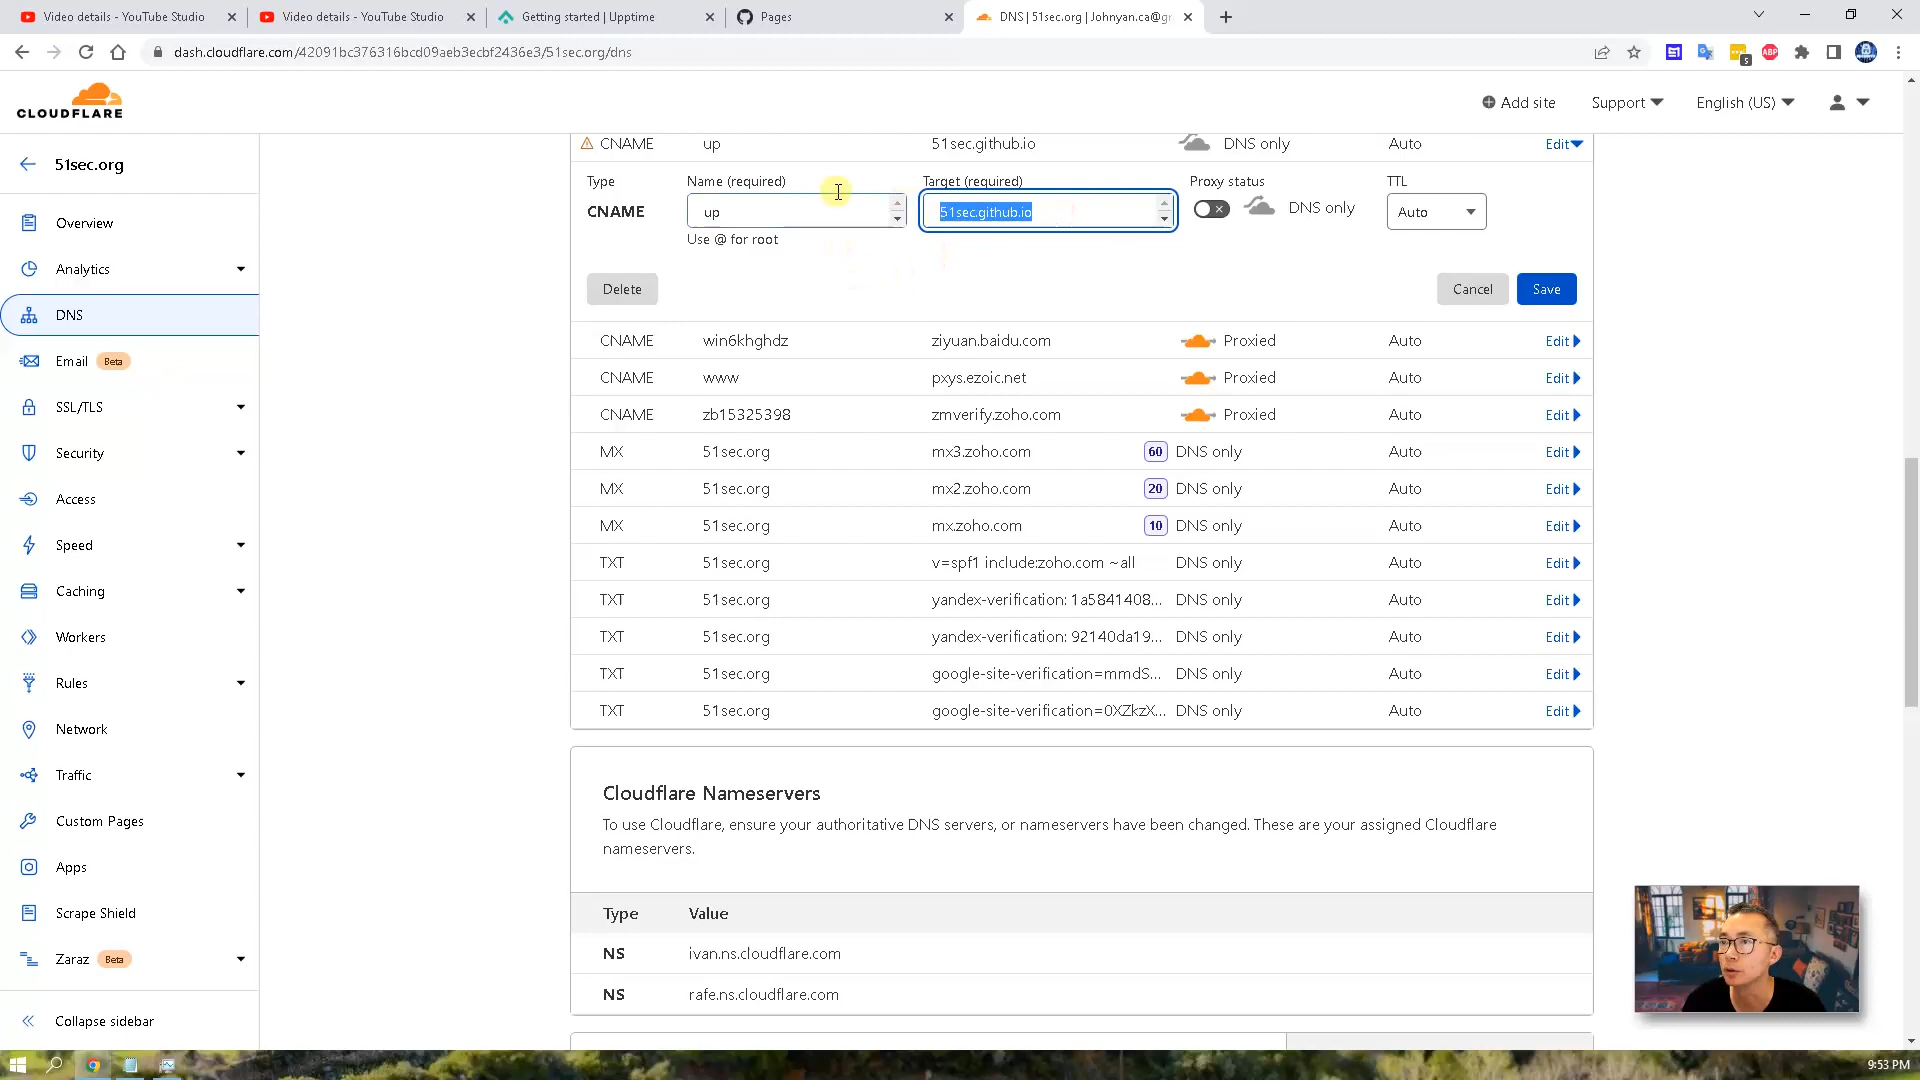 Video details - YouTube Studio
Video details - YouTube Studio
Getting started | Upptime
Pages
DNS | 51sec.org | Johnyan.ca@gr
dash.cloudflare.com/42091bc376316bcd09aeb3ecbf2436e3/51sec.org/dns
5
ABP
CLOUDFLARE
Add site
Support
English (US)
51sec.org
Overview
Analytics
DNS
Email Beta
SSL/TLS
Security
Access
Speed
Caching
Workers
Rules
Network
Traffic
Custom Pages
Apps
Scrape Shield
Zaraz Beta
Collapse sidebar
CNAME up 51sec.github.io DNS only Auto Edit
Type Name (required) Target (required) Proxy status TTL
CNAME up 51sec.github.io DNS only Auto
Use @ for root
Delete Cancel Save
CNAME win6khghdz ziyuan.baidu.com Proxied Auto Edit
CNAME www pxys.ezoic.net Proxied Auto Edit
CNAME zb15325398 zmverify.zoho.com Proxied Auto Edit
MX 51sec.org mx3.zoho.com 60 DNS only Auto Edit
MX 51sec.org mx2.zoho.com 20 DNS only Auto Edit
MX 51sec.org mx.zoho.com 10 DNS only Auto Edit
TXT 51sec.org v=spf1 include:zoho.com ~all DNS only Auto Edit
TXT 51sec.org yandex-verification: 1a5841408... DNS only Auto Edit
TXT 51sec.org yandex-verification: 92140da19... DNS only Auto Edit
TXT 51sec.org google-site-verification=mmdS... DNS only Auto Edit
TXT 51sec.org google-site-verification=0XZkzX... DNS only Auto Edit
Cloudflare Nameservers
To use Cloudflare, ensure your authoritative DNS servers, or nameservers have been changed. These are your assigned Cloudflare
nameservers.
Type Value
NS ivan.ns.cloudflare.com
NS rafe.ns.cloudflare.com
9:53 PM